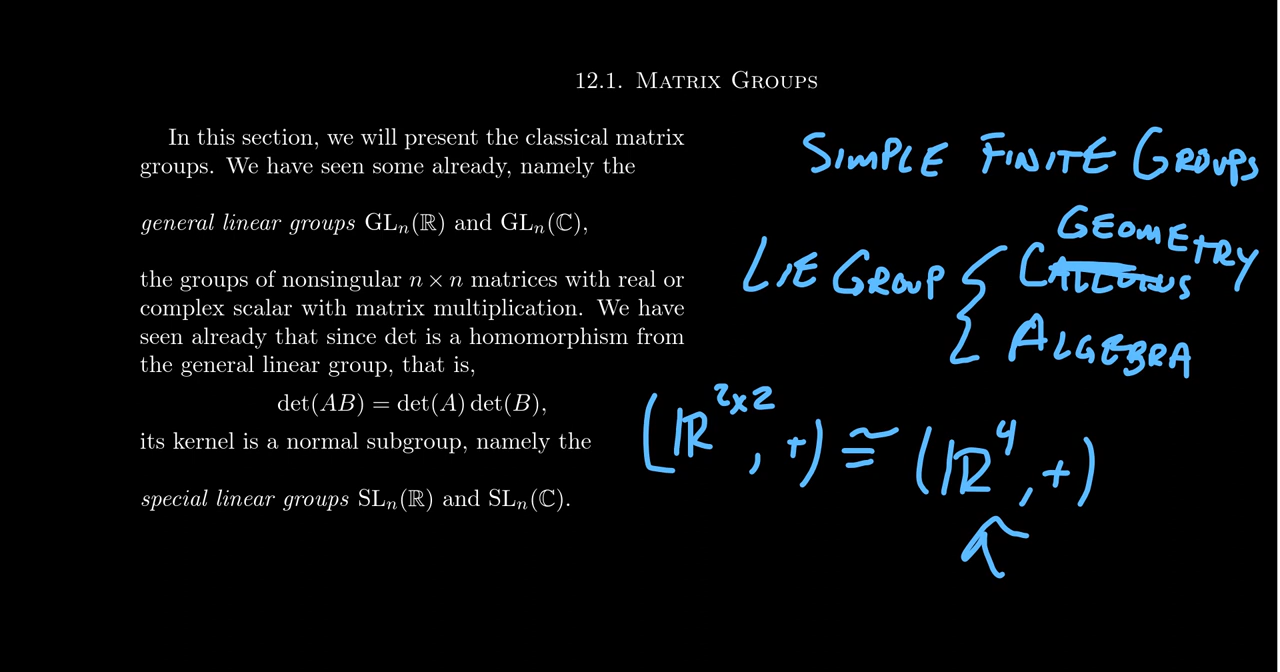 12.1. Matrix Groups
In this section, we will present the classical matrix
groups. We have seen some already, namely the
general linear groups GLₙ(ℝ) and GLₙ(ℂ),
the groups of nonsingular n × n matrices with real or
complex scalar with matrix multiplication. We have
seen already that since det is a homomorphism from
the general linear group, that is,
det(AB) = det(A) det(B),
its kernel is a normal subgroup, namely the
special linear groups SLₙ(ℝ) and SLₙ(ℂ).
SIMPLE FINITE GROUPS
GEOMETRY
LIE GROUP {
ALGEBRA
(ℝ²ˣ², +) ≅ (ℝ⁴, +)